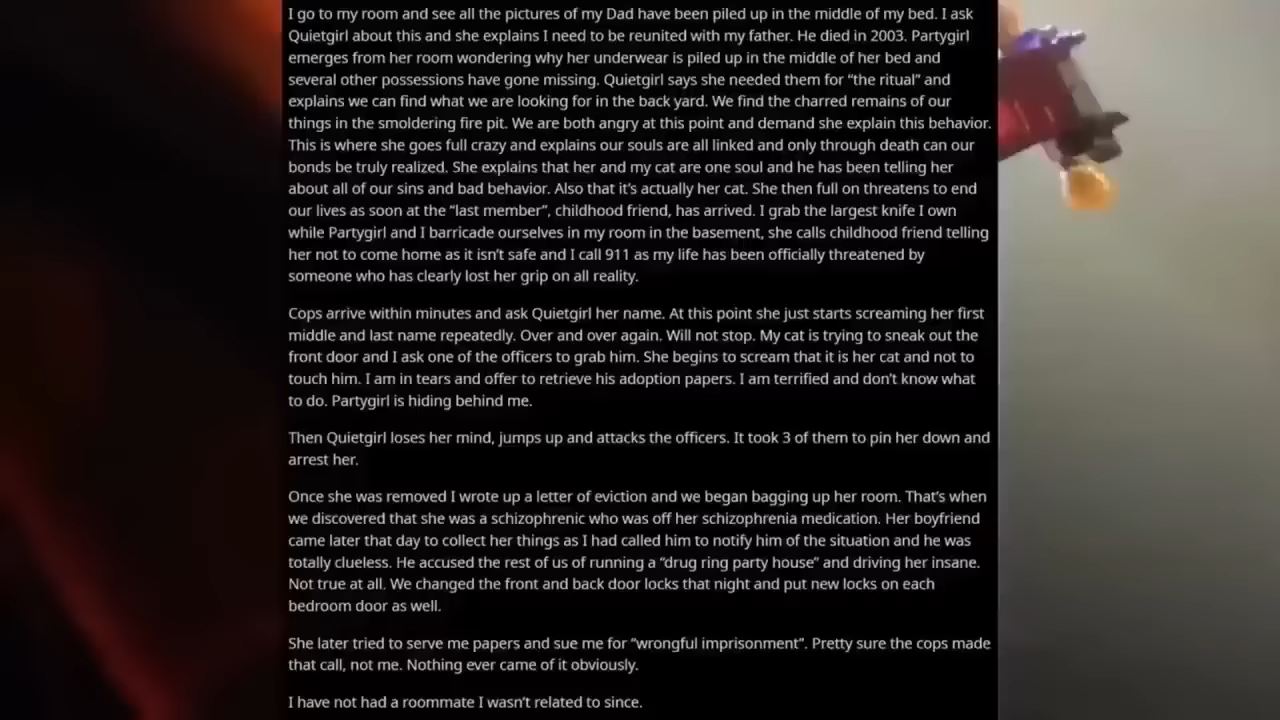 I go to my room and see all the pictures of my Dad have been piled up in the middle of my bed. I ask
Quietgirl about this and she explains I need to be reunited with my father. He died in 2003. Partygirl
emerges from her room wondering why her underwear is piled up in the middle of her bed and
several other possessions have gone missing. Quietgirl says she needed them for “the ritual” and
explains we can find what we are looking for in the back yard. We find the charred remains of our
things in the smoldering fire pit. We are both angry at this point and demand she explain this behavior.
This is where she goes full crazy and explains our souls are all linked and only through death can our
bonds be truly realized. She explains that her and my cat are one soul and he has been telling her
about all of our sins and bad behavior. Also that it’s actually her cat. She then full on threatens to end
our lives as soon at the “last member”, childhood friend, has arrived. I grab the largest knife I own
while Partygirl and I barricade ourselves in my room in the basement, she calls childhood friend telling
her not to come home as it isn’t safe and I call 911 as my life has been officially threatened by
someone who has clearly lost her grip on all reality.
Cops arrive within minutes and ask Quietgirl her name. At this point she just starts screaming her first
middle and last name repeatedly. Over and over again. Will not stop. My cat is trying to sneak out the
front door and I ask one of the officers to grab him. She begins to scream that it is her cat and not to
touch him. I am in tears and offer to retrieve his adoption papers. I am terrified and don’t know what
to do. Partygirl is hiding behind me.
Then Quietgirl loses her mind, jumps up and attacks the officers. It took 3 of them to pin her down and
arrest her.
Once she was removed I wrote up a letter of eviction and we began bagging up her room. That’s when
we discovered that she was a schizophrenic who was off her schizophrenia medication. Her boyfriend
came later that day to collect her things as I had called him to notify him of the situation and he was
totally clueless. He accused the rest of us of running a “drug ring party house” and driving her insane.
Not true at all. We changed the front and back door locks that night and put new locks on each
bedroom door as well.
She later tried to serve me papers and sue me for “wrongful imprisonment”. Pretty sure the cops made
that call, not me. Nothing ever came of it obviously.
I have not had a roommate I wasn’t related to since.